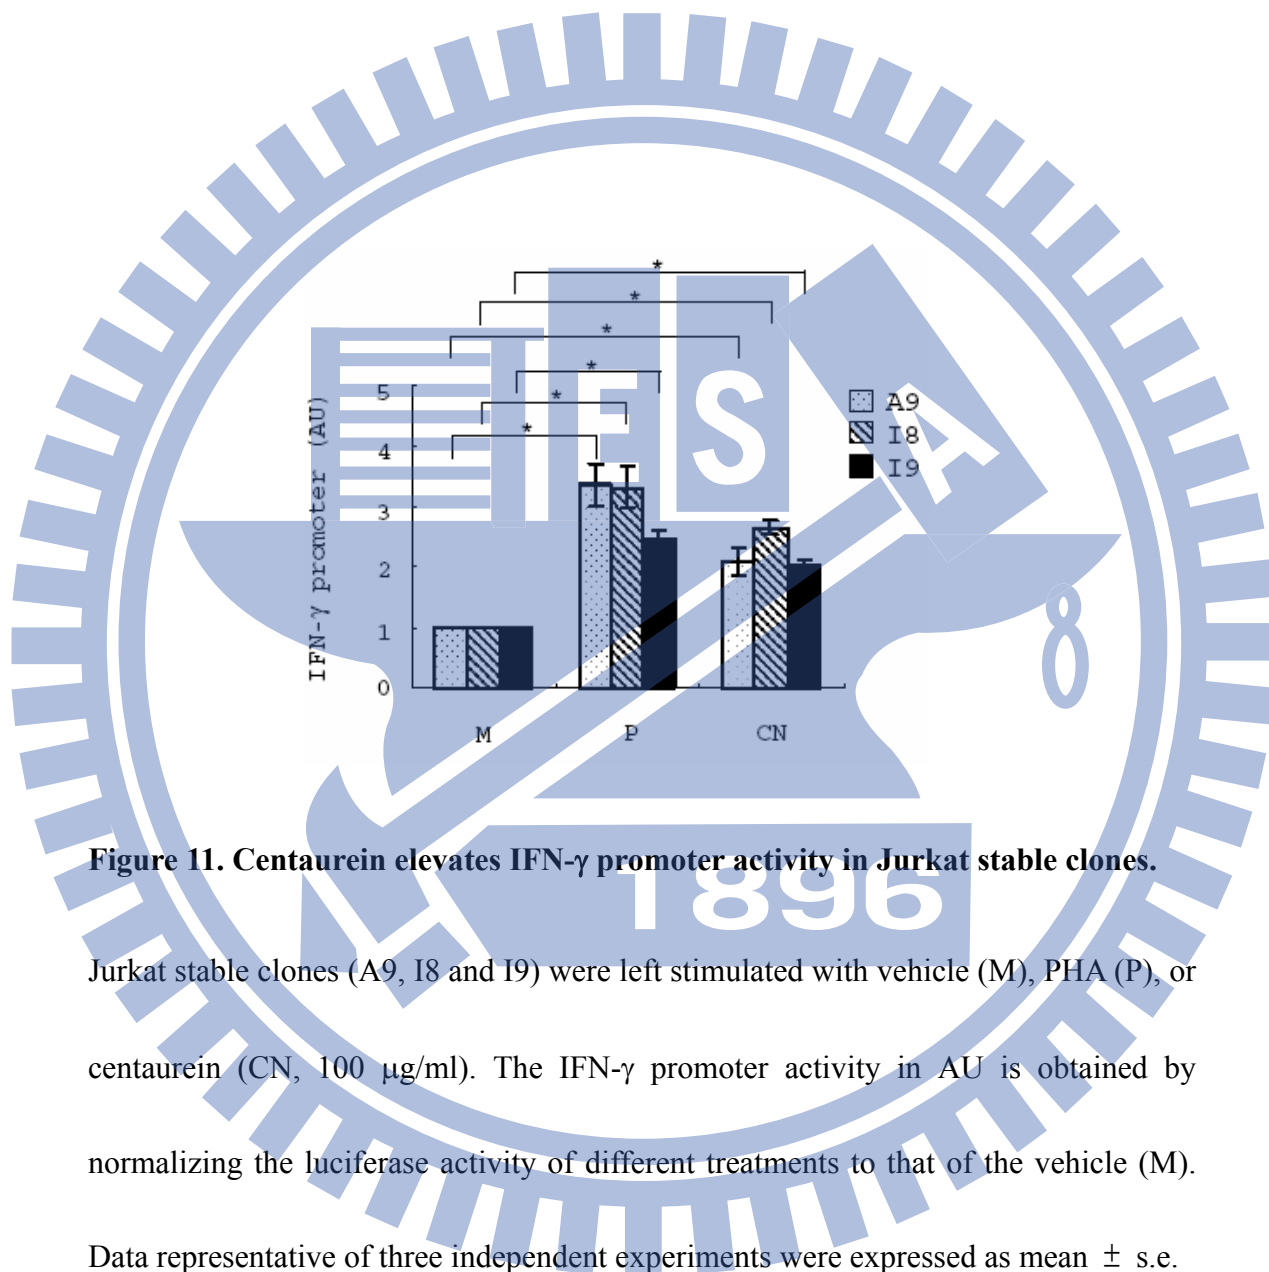 *
*
*
*
*
*
5
4
3
2
1
0
IFN-γ promoter (AU)
A9
I8
I9
M
P
CN
ESA
8
1896
Figure 11. Centaurein elevates IFN-γ promoter activity in Jurkat stable clones.
Jurkat stable clones (A9, I8 and I9) were left stimulated with vehicle (M), PHA (P), or
centaurein (CN, 100 μg/ml). The IFN-γ promoter activity in AU is obtained by
normalizing the luciferase activity of different treatments to that of the vehicle (M).
Data representative of three independent experiments were expressed as mean ± s.e.